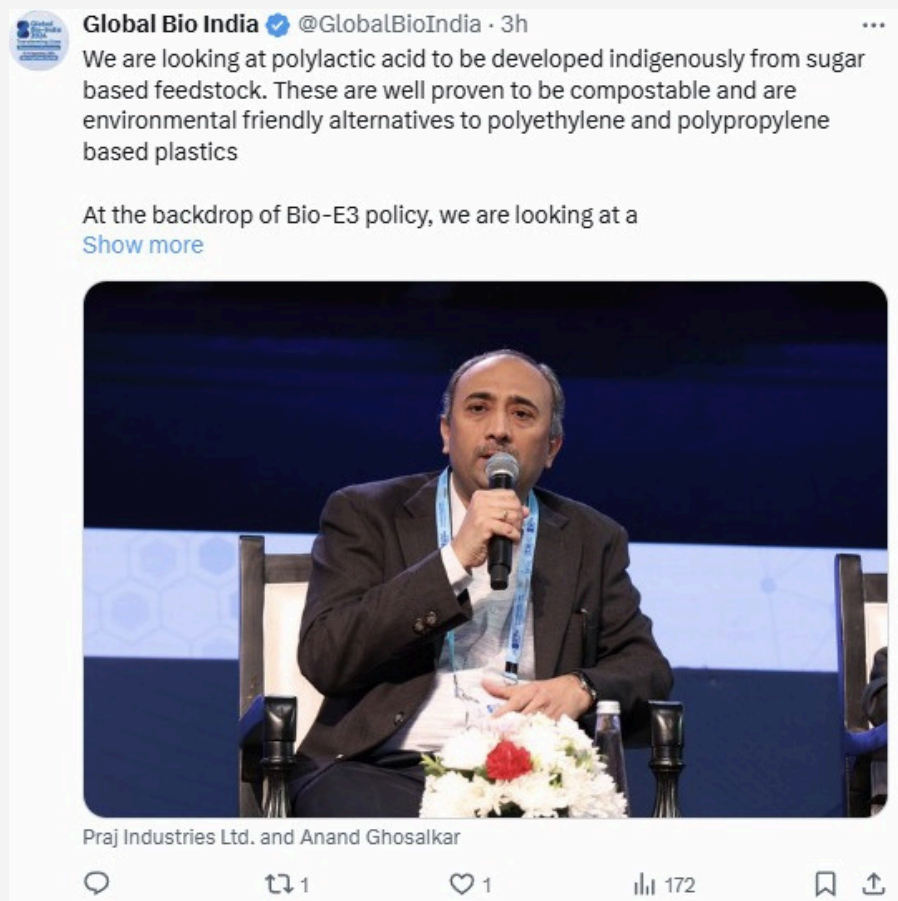 Global Bio India @GlobalBioIndia · 3h
We are looking at polylactic acid to be developed indigenously from sugar
based feedstock. These are well proven to be compostable and are
environmental friendly alternatives to polyethylene and polypropylene
based plastics
At the backdrop of Bio-E3 policy, we are looking at a
Show more
Praj Industries Ltd. and Anand Ghosalkar
1 1 172